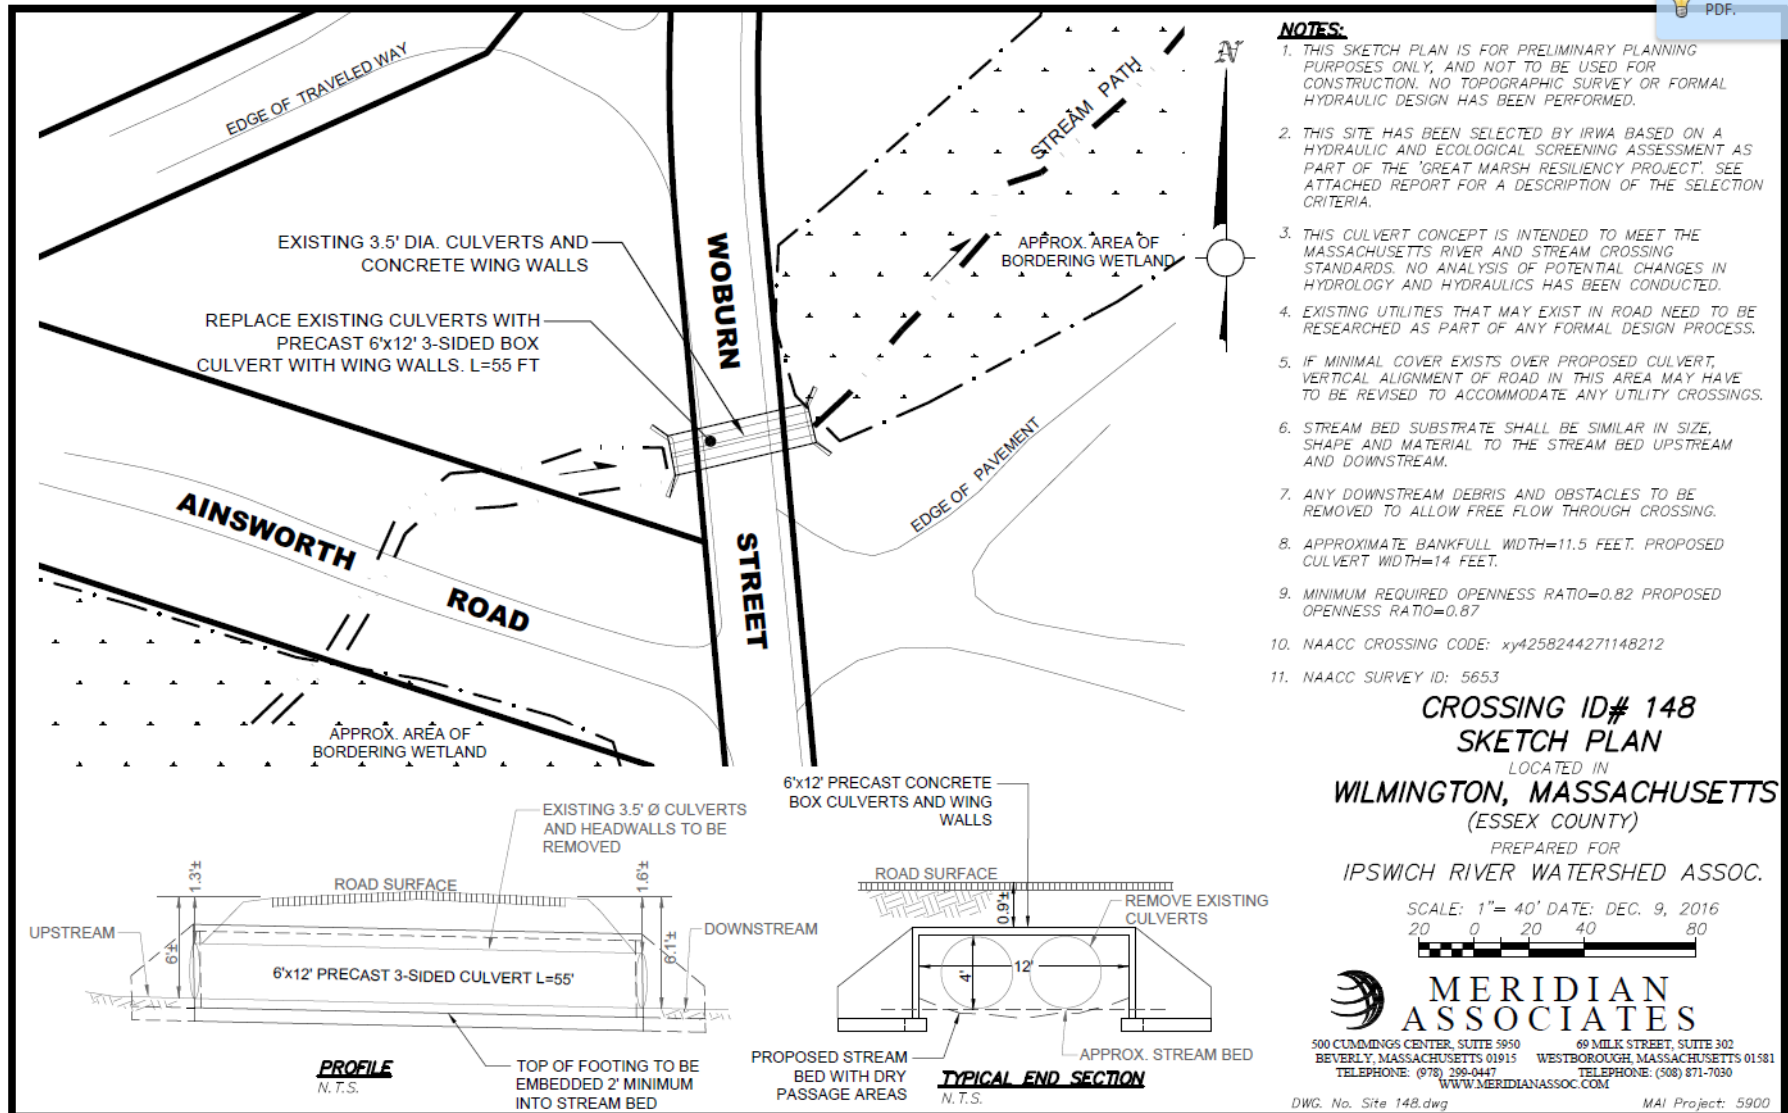 PDF.
EDGE OF TRAVELED WAY
STREAM PATH
EXISTING 3.5' DIA. CULVERTS AND
CONCRETE WING WALLS
REPLACE EXISTING CULVERTS WITH
PRECAST 6'x12' 3-SIDED BOX
CULVERT WITH WING WALLS. L=55 FT
WOBURN
STREET
APPROX. AREA OF
BORDERING WETLAND
EDGE OF PAVEMENT
AINSWORTH
ROAD
APPROX. AREA OF
BORDERING WETLAND
N
NOTES:
1. THIS SKETCH PLAN IS FOR PRELIMINARY PLANNING
PURPOSES ONLY, AND NOT TO BE USED FOR
CONSTRUCTION. NO TOPOGRAPHIC SURVEY OR FORMAL
HYDRAULIC DESIGN HAS BEEN PERFORMED.
2. THIS SITE HAS BEEN SELECTED BY IRWA BASED ON A
HYDRAULIC AND ECOLOGICAL SCREENING ASSESSMENT AS
PART OF THE 'GREAT MARSH RESILIENCY PROJECT'. SEE
ATTACHED REPORT FOR A DESCRIPTION OF THE SELECTION
CRITERIA.
3. THIS CULVERT CONCEPT IS INTENDED TO MEET THE
MASSACHUSETTS RIVER AND STREAM CROSSING
STANDARDS. NO ANALYSIS OF POTENTIAL CHANGES IN
HYDROLOGY AND HYDRAULICS HAS BEEN CONDUCTED.
4. EXISTING UTILITIES THAT MAY EXIST IN ROAD NEED TO BE
RESEARCHED AS PART OF ANY FORMAL DESIGN PROCESS.
5. IF MINIMAL COVER EXISTS OVER PROPOSED CULVERT,
VERTICAL ALIGNMENT OF ROAD IN THIS AREA MAY HAVE
TO BE REVISED TO ACCOMMODATE ANY UTILITY CROSSINGS.
6. STREAM BED SUBSTRATE SHALL BE SIMILAR IN SIZE,
SHAPE AND MATERIAL TO THE STREAM BED UPSTREAM
AND DOWNSTREAM.
7. ANY DOWNSTREAM DEBRIS AND OBSTACLES TO BE
REMOVED TO ALLOW FREE FLOW THROUGH CROSSING.
8. APPROXIMATE BANKFULL WIDTH=11.5 FEET. PROPOSED
CULVERT WIDTH=14 FEET.
9. MINIMUM REQUIRED OPENNESS RATIO=0.82 PROPOSED
OPENNESS RATIO=0.87
10. NAACC CROSSING CODE: xy4258244271148212
11. NAACC SURVEY ID: 5653
CROSSING ID# 148
SKETCH PLAN
LOCATED IN
WILMINGTON, MASSACHUSETTS
(ESSEX COUNTY)
PREPARED FOR
IPSWICH RIVER WATERSHED ASSOC.
SCALE: 1"= 40' DATE: DEC. 9, 2016
20 0 20 40 80
MERIDIAN
ASSOCIATES
500 CUMMINGS CENTER, SUITE 5950
BEVERLY, MASSACHUSETTS 01915
TELEPHONE: (978) 299-0447
69 MILK STREET, SUITE 302
WESTBOROUGH, MASSACHUSETTS 01581
TELEPHONE: (508) 871-7030
WWW.MERIDIANASSOC.COM
DWG. No. Site 148.dwg
MAI Project: 5900
EXISTING 3.5' Ø CULVERTS
AND HEADWALLS TO BE
REMOVED
1.3'±
ROAD SURFACE
1.6'±
UPSTREAM
6'±
6.1'±
DOWNSTREAM
6'x12' PRECAST 3-SIDED CULVERT L=55'
PROFILE
N.T.S.
TOP OF FOOTING TO BE
EMBEDDED 2' MINIMUM
INTO STREAM BED
6'x12' PRECAST CONCRETE
BOX CULVERTS AND WING
WALLS
ROAD SURFACE
0.9'±
REMOVE EXISTING
CULVERTS
4'
12'
PROPOSED STREAM
BED WITH DRY
PASSAGE AREAS
APPROX. STREAM BED
TYPICAL END SECTION
N.T.S.